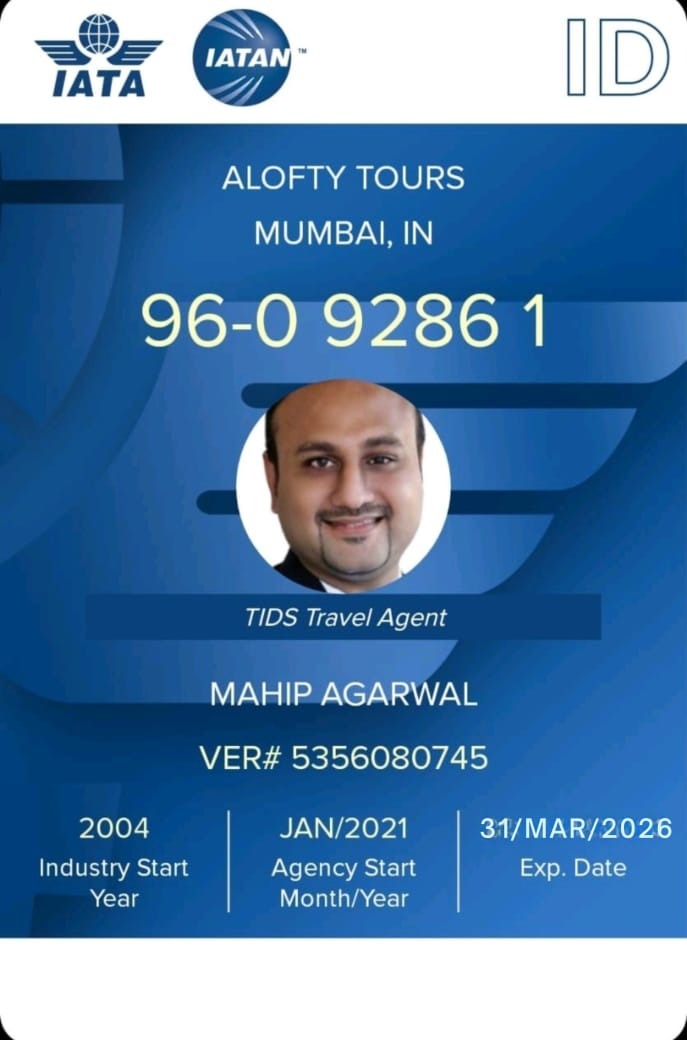 IATA
IATAN™
ID
ALOFTY TOURS
MUMBAI, IN
96-0 9286 1
TIDS Travel Agent
MAHIP AGARWAL
VER# 5356080745
2004
Industry Start
Year
JAN/2021
Agency Start
Month/Year
31/MAR/2026
Exp. Date